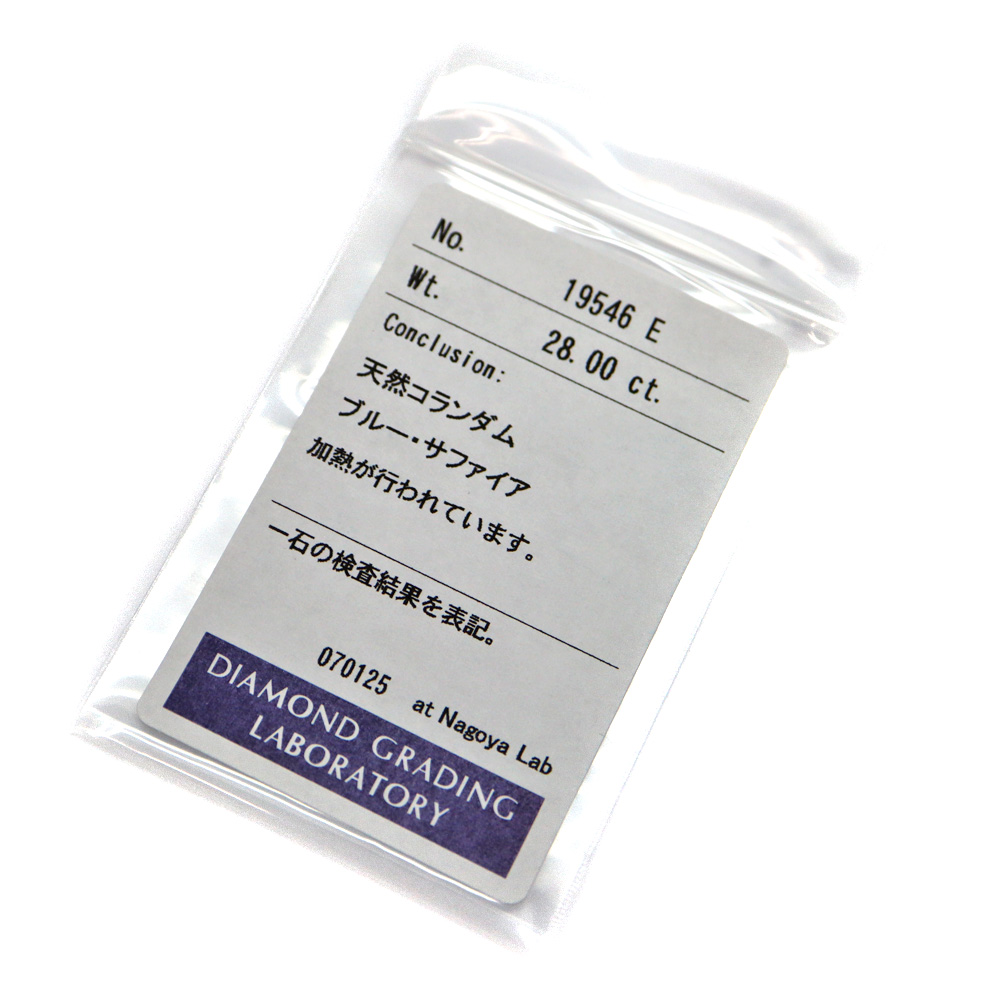 No. 19546 E
Wt. 28.00 ct.
Conclusion:
天然コランダム
ブルー・サファイア
加熱が行われています。
一石の検査結果を表記。
070125 at Nagoya Lab
DIAMOND GRADING
LABORATORY